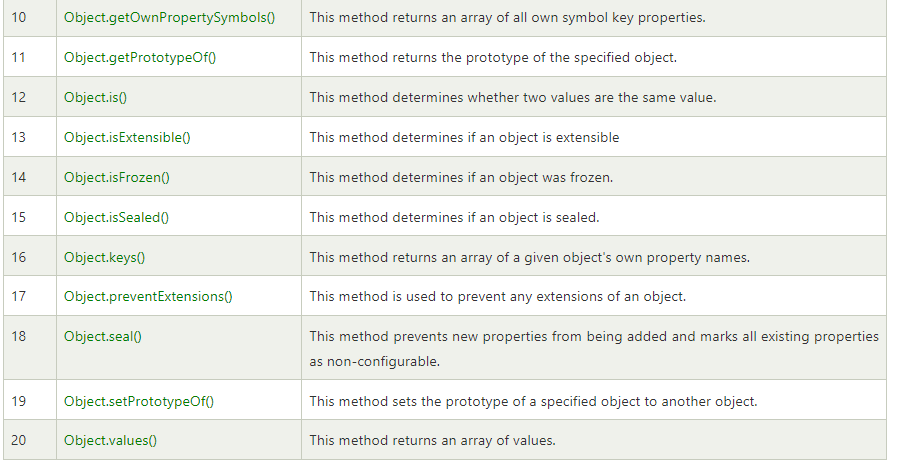 10 Object.getOwnPropertySymbols() This method returns an array of all own symbol key properties.
11 Object.getPrototypeOf() This method returns the prototype of the specified object.
12 Object.is() This method determines whether two values are the same value.
13 Object.isExtensible() This method determines if an object is extensible
14 Object.isFrozen() This method determines if an object was frozen.
15 Object.isSealed() This method determines if an object is sealed.
16 Object.keys() This method returns an array of a given object's own property names.
17 Object.preventExtensions() This method is used to prevent any extensions of an object.
18 Object.seal() This method prevents new properties from being added and marks all existing properties
as non-configurable.
19 Object.setPrototypeOf() This method sets the prototype of a specified object to another object.
20 Object.values() This method returns an array of values.